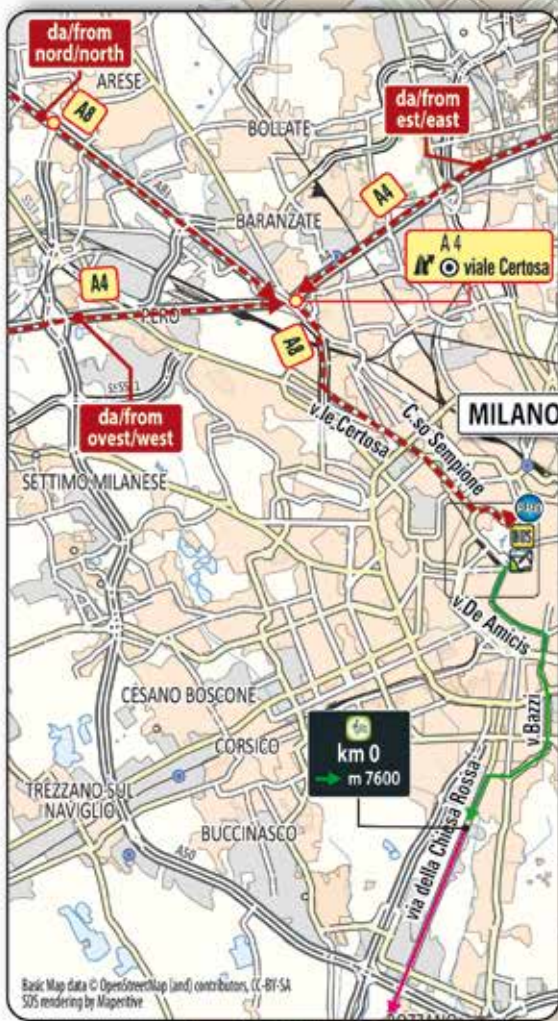 da/from
nord/north
ARESE
A8
BOLLATE
da/from
est/east
A8
A4
BARANZATE
A 4
viale Certosa
A4
PERO
A8
da/from
ovest/west
v.le Certosa
C.so Sempione
MILANO
SETTIMO MILANESE
BUS
v.De Amicis
CESANO BOSCONE
v.Bazzi
CORSICO
km 0
m 7600
TREZZANO SUL
NAVIGLIO
BUCCINASCO
via della Chiesa Rossa
A50
ROZZANO
Basic Map data © OpenStreetMap (and) contributors, CC-BY-SA
SDS rendering by Maperitive